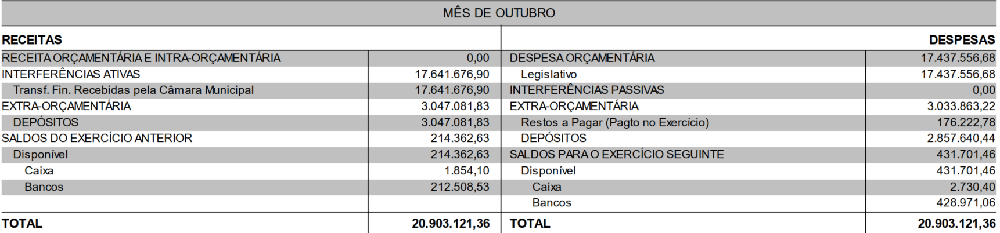 MÊS DE OUTUBRO
RECEITAS DESPESAS
RECEITA ORÇAMENTÁRIA E INTRA-ORÇAMENTÁRIA 0,00 DESPESA ORÇAMENTÁRIA 17.437.556,68
INTERFERÊNCIAS ATIVAS 17.641.676,90 Legislativo 17.437.556,68
Transf. Fin. Recebidas pela Câmara Municipal 17.641.676,90 INTERFERÊNCIAS PASSIVAS 0,00
EXTRA-ORÇAMENTÁRIA 3.047.081,83 EXTRA-ORÇAMENTÁRIA 3.033.863,22
DEPÓSITOS 3.047.081,83 Restos a Pagar (Pagto no Exercício) 176.222,78
SALDOS DO EXERCÍCIO ANTERIOR 214.362,63 DEPÓSITOS 2.857.640,44
Disponível 214.362,63 SALDOS PARA O EXERCÍCIO SEGUINTE 431.701,46
Caixa 1.854,10 Disponível 431.701,46
Bancos 212.508,53 Caixa 2.730,40
Bancos 428.971,06
TOTAL 20.903.121,36 TOTAL 20.903.121,36